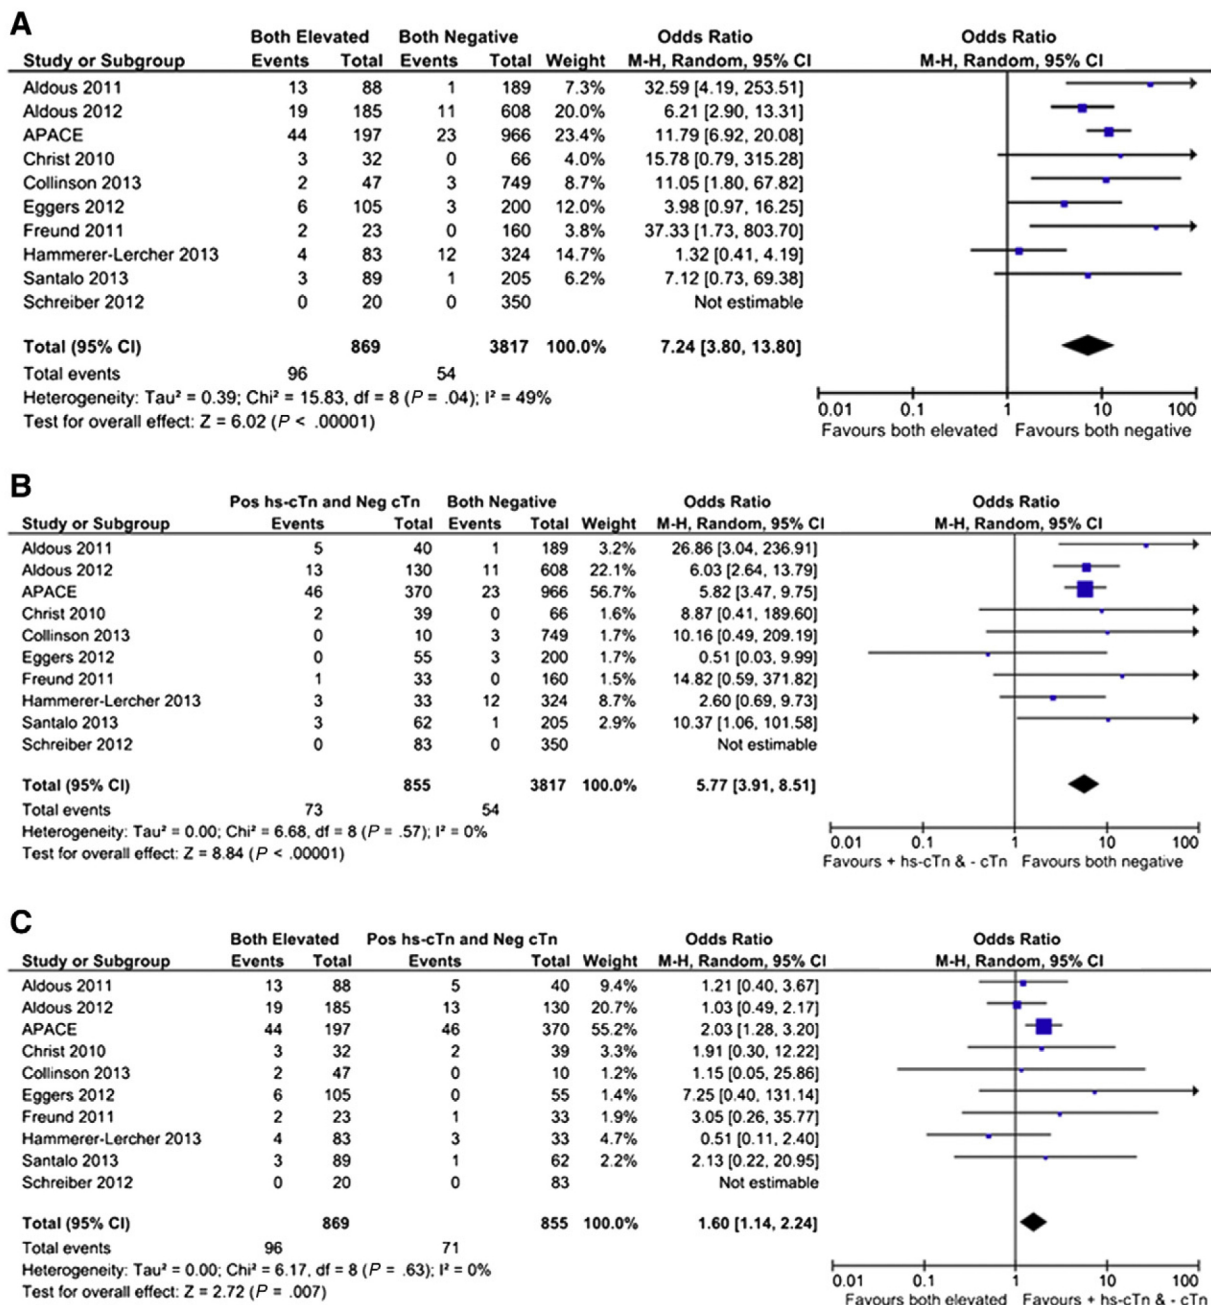 A
Both Elevated Both Negative Odds Ratio Odds Ratio
Study or Subgroup Events Total Events Total Weight M-H, Random, 95% CI M-H, Random, 95% CI
Aldous 2011 13 88 1 189 7.3% 32.59 [4.19, 253.51]
Aldous 2012 19 185 11 608 20.0% 6.21 [2.90, 13.31]
APACE 44 197 23 966 23.4% 11.79 [6.92, 20.08]
Christ 2010 3 32 0 66 4.0% 15.78 [0.79, 315.28]
Collinson 2013 2 47 3 749 8.7% 11.05 [1.80, 67.82]
Eggers 2012 6 105 3 200 12.0% 3.98 [0.97, 16.25]
Freund 2011 2 23 0 160 3.8% 37.33 [1.73, 803.70]
Hammerer-Lercher 2013 4 83 12 324 14.7% 1.32 [0.41, 4.19]
Santalo 2013 3 89 1 205 6.2% 7.12 [0.73, 69.38]
Schreiber 2012 0 20 0 350 Not estimable
Total (95% CI) 869 3817 100.0% 7.24 [3.80, 13.80]
Total events 96 54
Heterogeneity: Tau² = 0.39; Chi² = 15.83, df = 8 (P = .04); I² = 49%
Test for overall effect: Z = 6.02 (P < .00001)
0.01 0.1 1 10 100
Favours both elevated Favours both negative
B
Pos hs-cTn and Neg cTn Both Negative Odds Ratio Odds Ratio
Study or Subgroup Events Total Events Total Weight M-H, Random, 95% CI M-H, Random, 95% CI
Aldous 2011 5 40 1 189 3.2% 26.86 [3.04, 236.91]
Aldous 2012 13 130 11 608 22.1% 6.03 [2.64, 13.79]
APACE 46 370 23 966 56.7% 5.82 [3.47, 9.75]
Christ 2010 2 39 0 66 1.6% 8.87 [0.41, 189.60]
Collinson 2013 0 10 3 749 1.7% 10.16 [0.49, 209.19]
Eggers 2012 0 55 3 200 1.7% 0.51 [0.03, 9.99]
Freund 2011 1 33 0 160 1.5% 14.82 [0.59, 371.82]
Hammerer-Lercher 2013 3 33 12 324 8.7% 2.60 [0.69, 9.73]
Santalo 2013 3 62 1 205 2.9% 10.37 [1.06, 101.58]
Schreiber 2012 0 83 0 350 Not estimable
Total (95% CI) 855 3817 100.0% 5.77 [3.91, 8.51]
Total events 73 54
Heterogeneity: Tau² = 0.00; Chi² = 6.68, df = 8 (P = .57); I² = 0%
Test for overall effect: Z = 8.84 (P < .00001)
0.01 0.1 1 10 100
Favours + hs-cTn & - cTn Favours both negative
C
Both Elevated Pos hs-cTn and Neg cTn Odds Ratio Odds Ratio
Study or Subgroup Events Total Events Total Weight M-H, Random, 95% CI M-H, Random, 95% CI
Aldous 2011 13 88 5 40 9.4% 1.21 [0.40, 3.67]
Aldous 2012 19 185 13 130 20.7% 1.03 [0.49, 2.17]
APACE 44 197 46 370 55.2% 2.03 [1.28, 3.20]
Christ 2010 3 32 2 39 3.3% 1.91 [0.30, 12.22]
Collinson 2013 2 47 0 10 1.2% 1.15 [0.05, 25.86]
Eggers 2012 6 105 0 55 1.4% 7.25 [0.40, 131.14]
Freund 2011 2 23 1 33 1.9% 3.05 [0.26, 35.77]
Hammerer-Lercher 2013 4 83 3 33 4.7% 0.51 [0.11, 2.40]
Santalo 2013 3 89 1 62 2.2% 2.13 [0.22, 20.95]
Schreiber 2012 0 20 0 83 Not estimable
Total (95% CI) 869 855 100.0% 1.60 [1.14, 2.24]
Total events 96 71
Heterogeneity: Tau² = 0.00; Chi² = 6.17, df = 8 (P = .63); I² = 0%
Test for overall effect: Z = 2.72 (P = .007)
0.01 0.1 1 10 100
Favours both elevated Favours + hs-cTn & - cTn